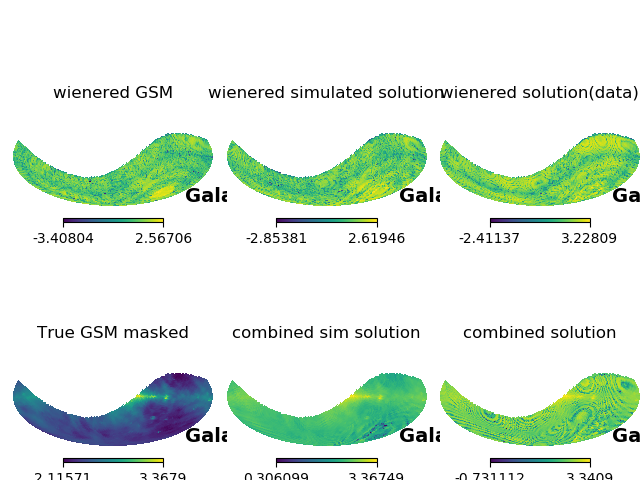 wienered GSM
wienered simulated solution
wienered solution(data)
Gala
Gala
Ga
-3.40804 2.56706
-2.85381 2.61946
-2.41137 3.22809
True GSM masked
combined sim solution
combined solution
Gala
Gala
Ga
2.11571 3.3679
0.306099 3.36749
-0.731112 3.3409